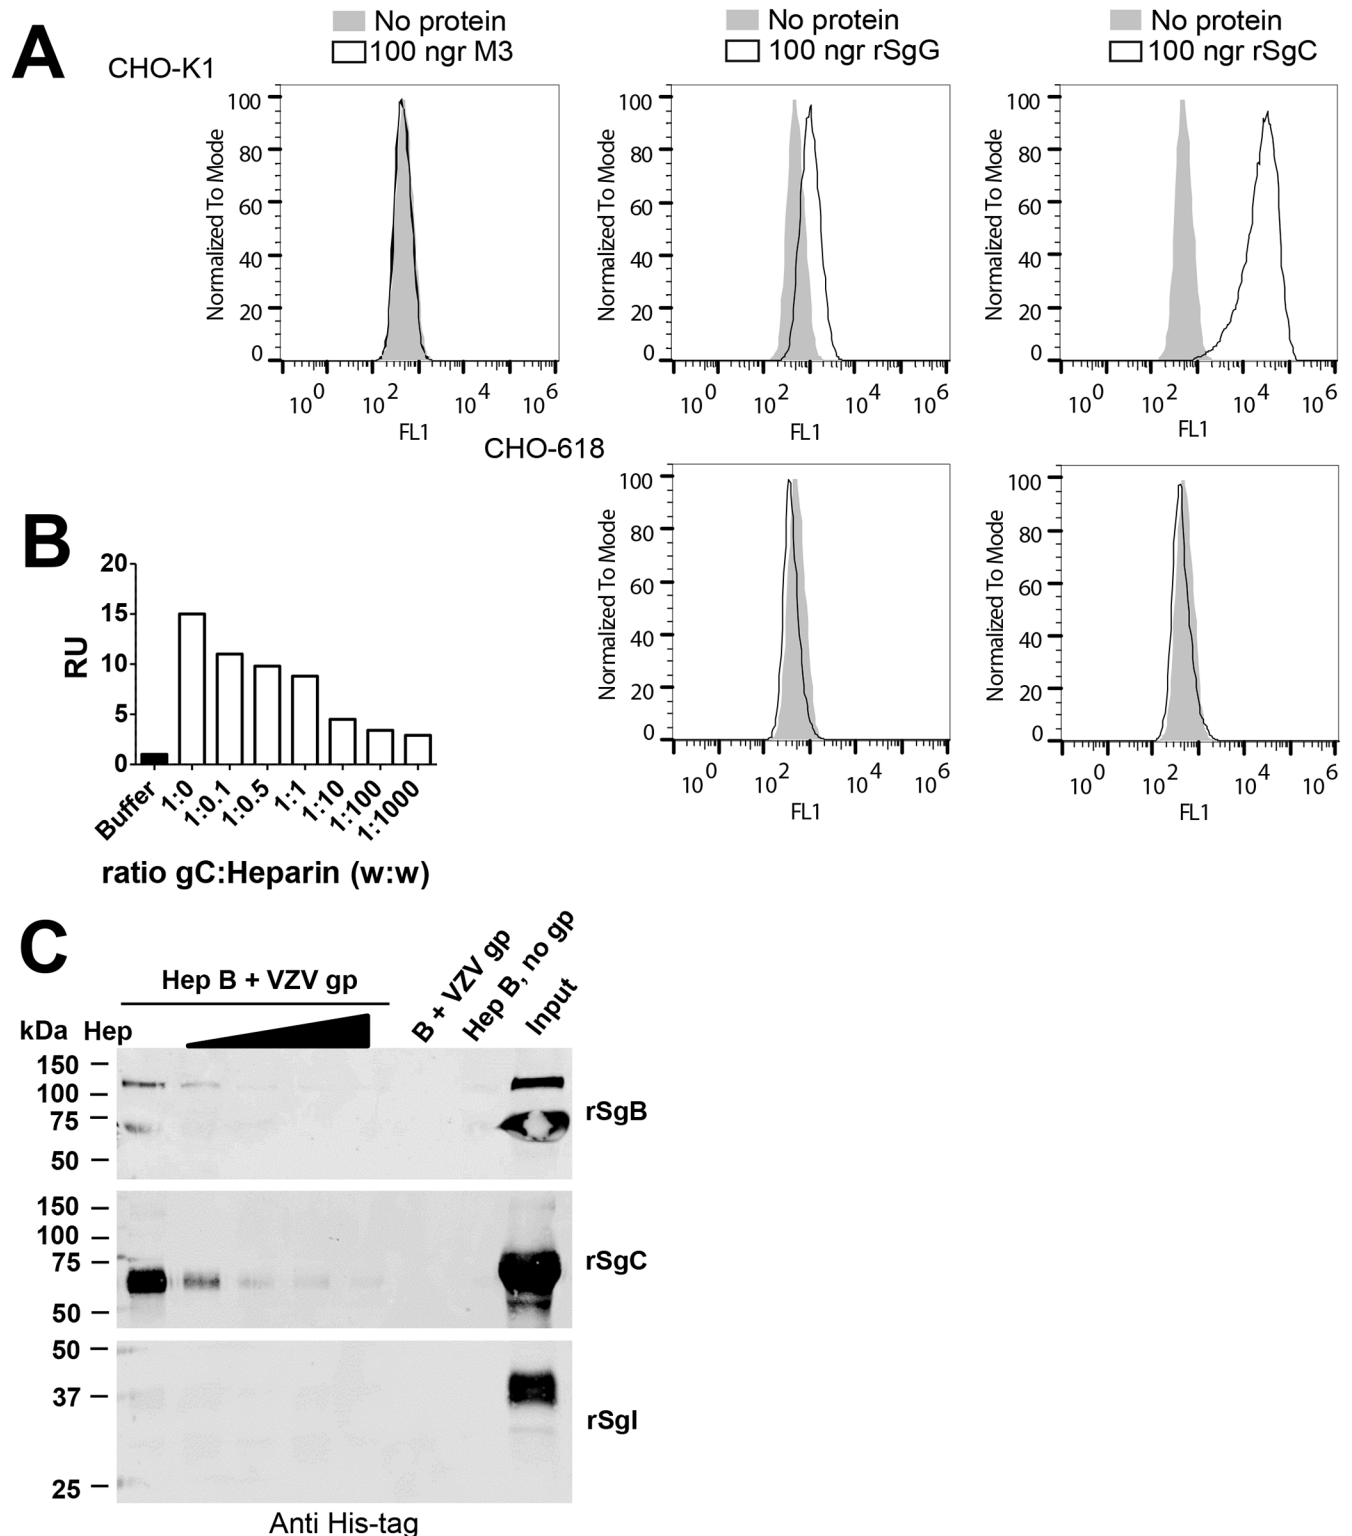 A
CHO-K1
No protein
100 ngr M3
No protein
100 ngr rSgG
No protein
100 ngr rSgC
Normalized To Mode
100
80
60
40
20
0
10^0 10^2 10^4 10^6
FL1
Normalized To Mode
100
80
60
40
20
0
10^0 10^2 10^4 10^6
FL1
Normalized To Mode
100
80
60
40
20
0
10^0 10^2 10^4 10^6
FL1
CHO-618
Normalized To Mode
100
80
60
40
20
0
10^0 10^2 10^4 10^6
FL1
Normalized To Mode
100
80
60
40
20
0
10^0 10^2 10^4 10^6
FL1
B
RU
20
15
10
5
0
Buffer 1:0 1:0.1 1:0.5 1:1 1:10 1:100 1:1000
ratio gC:Heparin (w:w)
C
Hep B + VZV gp
B + VZV gp
Hep B, no gp
Input
kDa Hep
150
100
75
50
rSgB
150
100
75
50
rSgC
50
37
25
rSgI
Anti His-tag